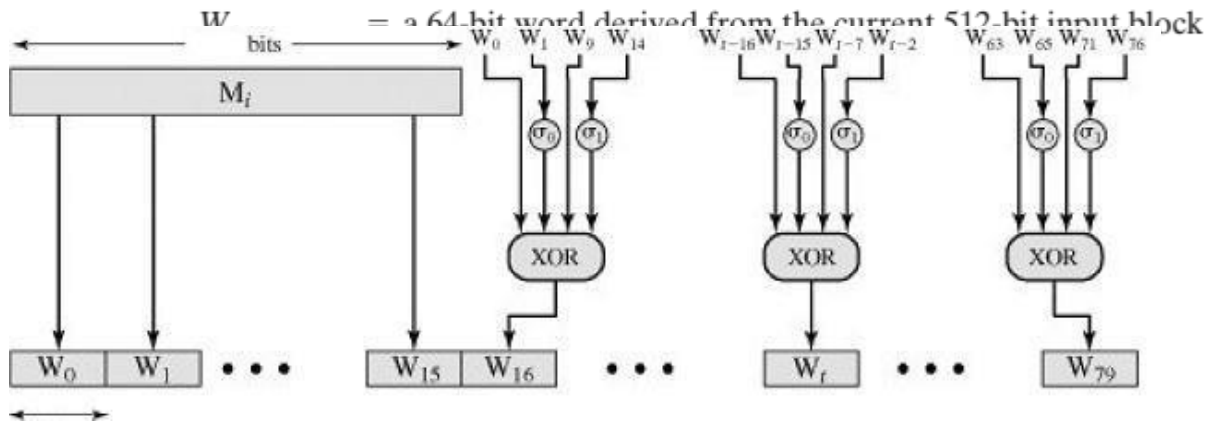 W = a 64-bit word derived from the current 512-bit input block
bits
W₀ W₁ W₉ W₁₄ Wₜ₋₁₆ Wₜ₋₁₅ Wₜ₋₇ Wₜ₋₂ W₆₃ W₆₅ W₇₁ W₇₆
Mᵢ
σ₀ σ₁ σ₀ σ₁ σ₀ σ₁
XOR XOR XOR
W₀ W₁ • • • W₁₅ W₁₆ • • • Wₜ • • • W₇₉